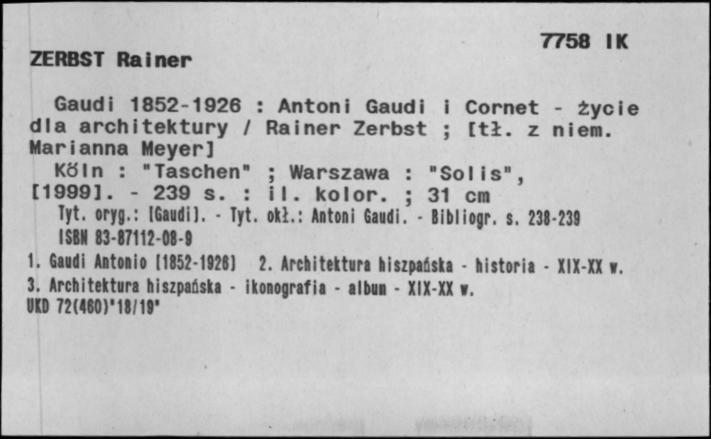 7758 IK
ZERBST Rainer
Gaudi 1852-1926 : Antoni Gaudi i Cornet - życie
dla architektury / Rainer Zerbst ; [tł. z niem.
Marianna Meyer]
Köln : "Taschen" ; Warszawa : "Solis",
[1999]. - 239 s. : il. kolor. ; 31 cm
Tyt. oryg.: [Gaudi]. - Tyt. okł.: Antoni Gaudi. - Bibliogr. s. 238-239
ISBN 83-87112-08-9
1. Gaudi Antonio [1852-1926] 2. Architektura hiszpańska - historia - XIX-XX w.
3. Architektura hiszpańska - ikonografia - album - XIX-XX w.
UKD 72(460)"18/19"